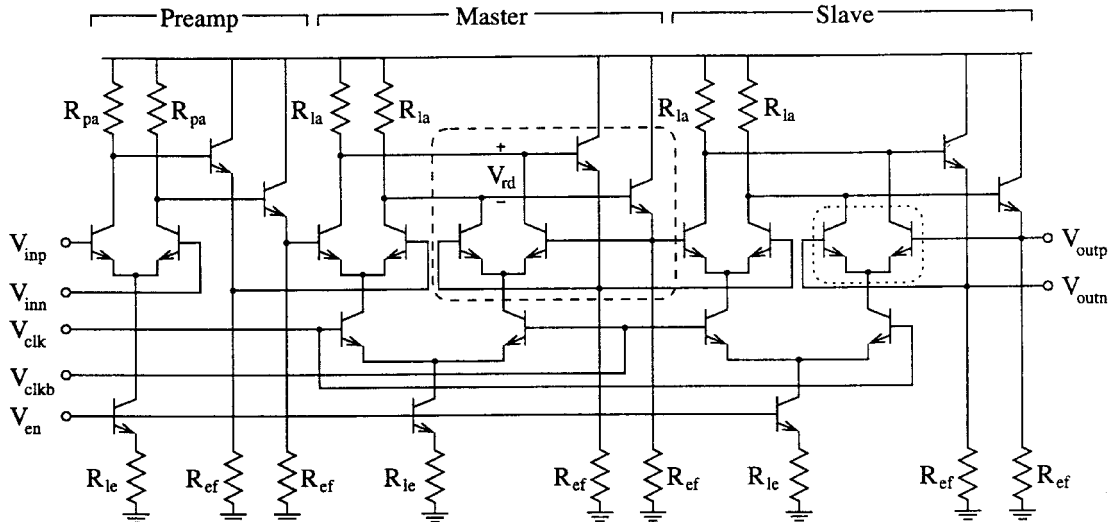 Preamp Master Slave
R_pa R_pa R_la R_la R_la R_la
+
V_rd
−
V_inp
V_inn
V_clk
V_clkb
V_en
V_outp
V_outn
R_le R_ef R_ef R_le R_ef R_ef R_le R_ef R_ef